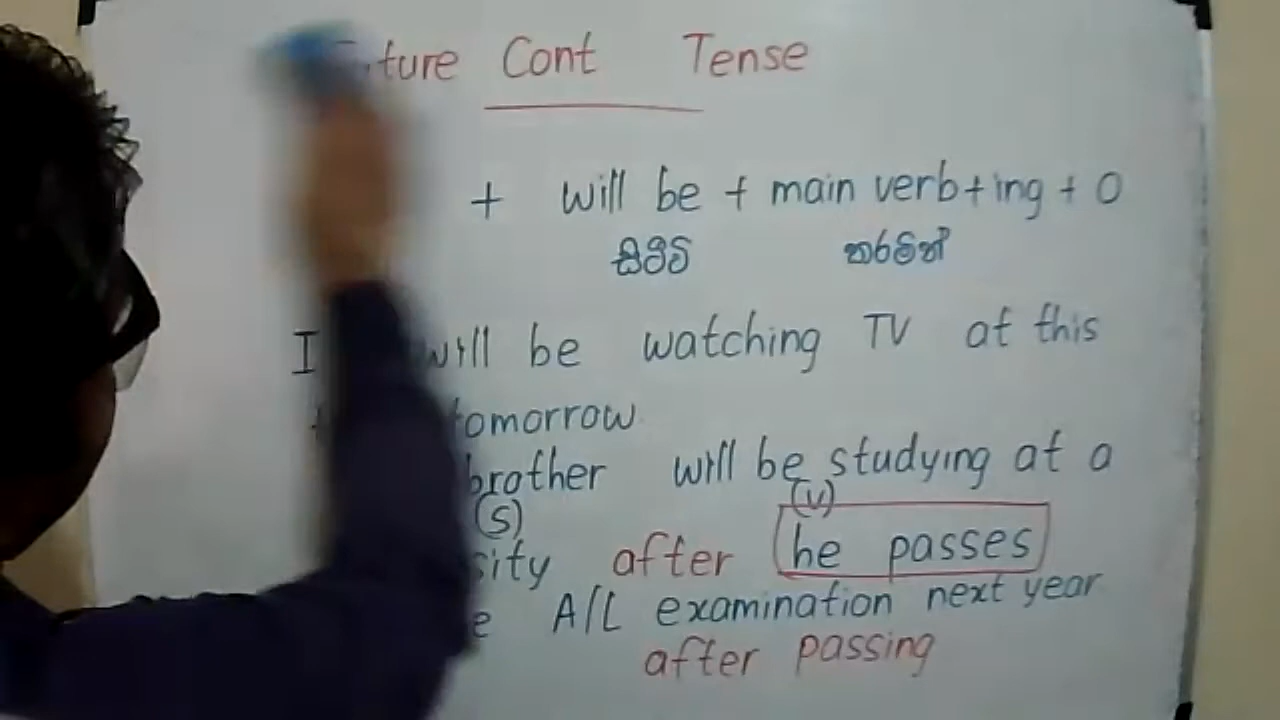 ture Cont Tense
+ will be + main verb+ing + O
සිටිවි කරමින්
I will be watching TV at this
tomorrow
brother will be studying at a
(S) (v)
sity after he passes
e A/L examination next year
after passing